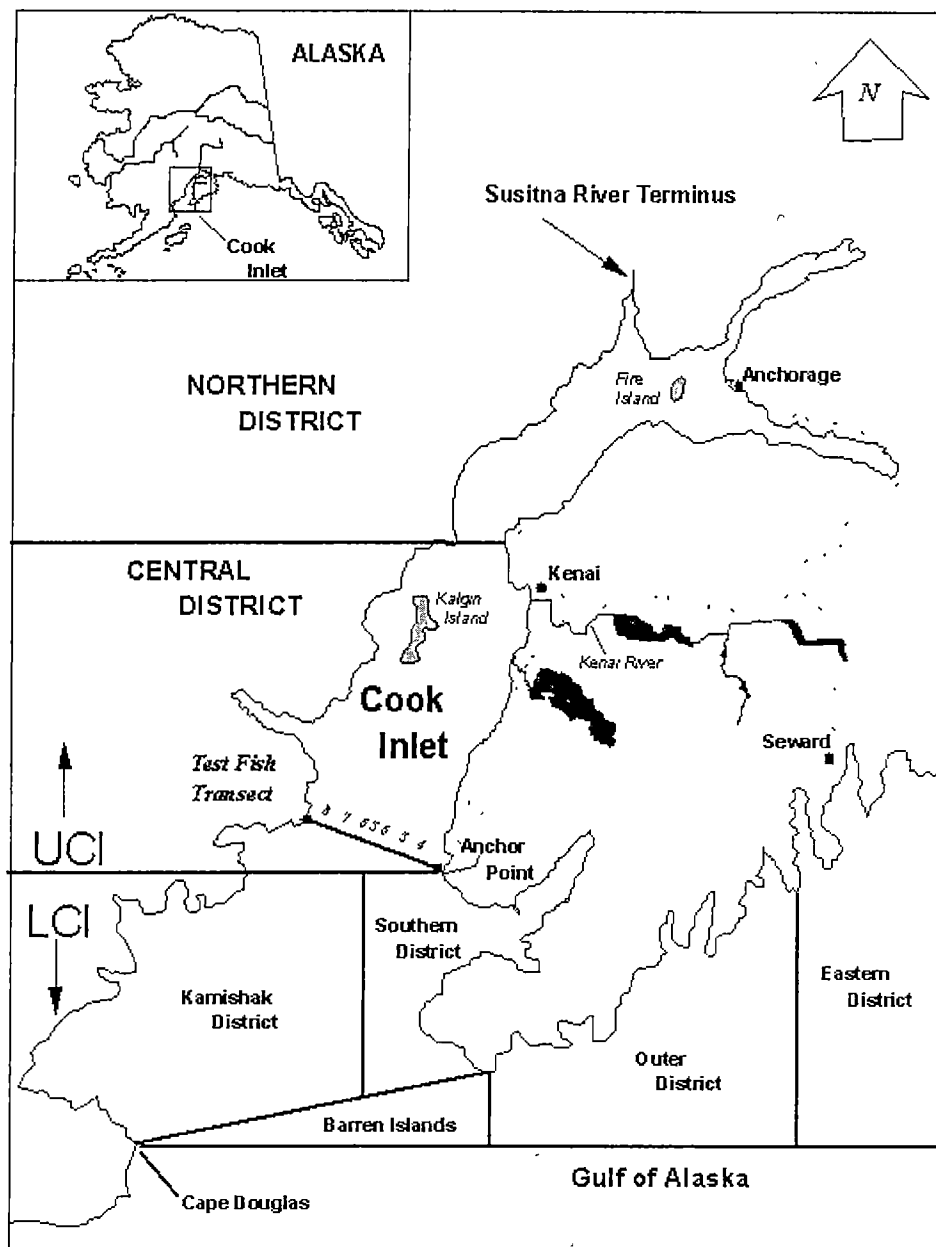 ALASKA
N
Cook
Inlet
Susitna River Terminus
NORTHERN
DISTRICT
Fire
Island
Anchorage
CENTRAL
DISTRICT
Kenai
Kalgin
Island
Kenai River
Cook
Inlet
Seward
Test Fish
Transect
8 7 6.5 6 5 4
UCI
Anchor
Point
LCI
Southern
District
Eastern
District
Kamishak
District
Outer
District
Barren Islands
Gulf of Alaska
Cape Douglas